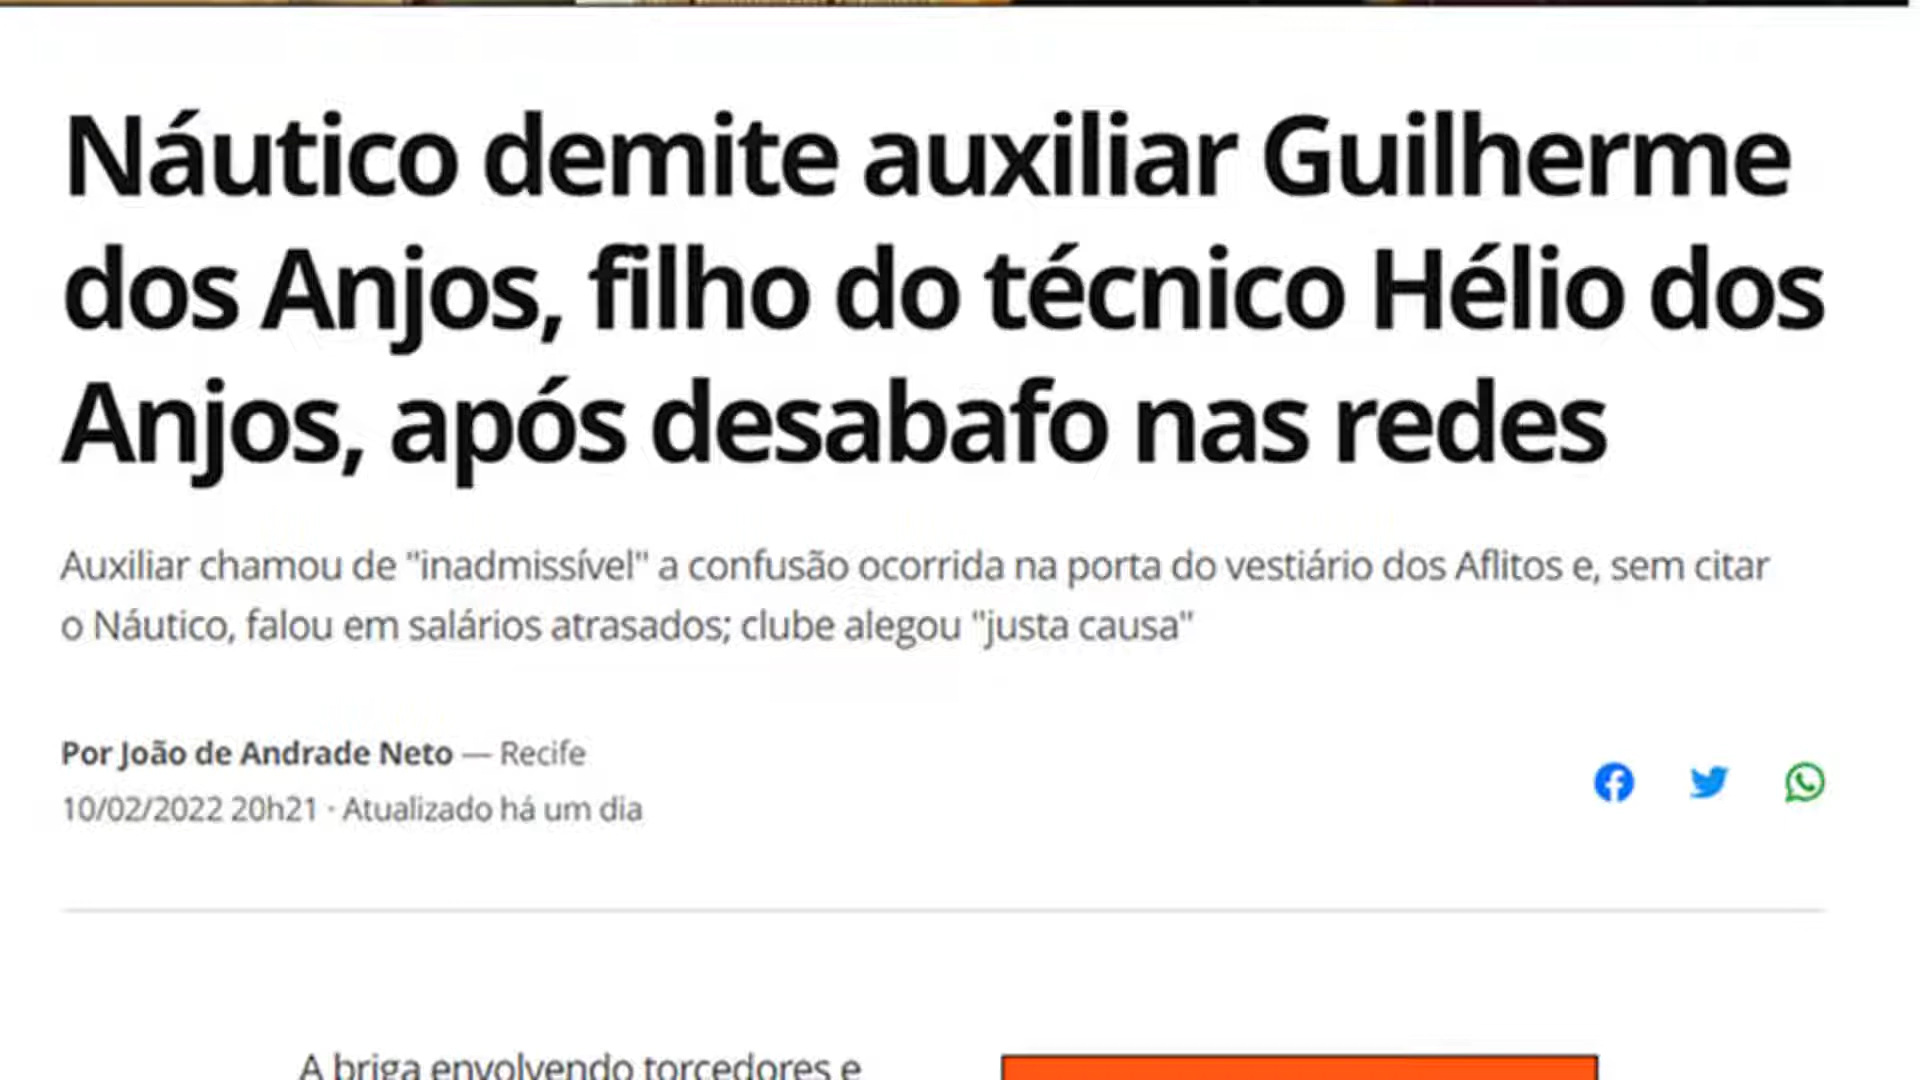 Náutico demite auxiliar Guilherme
dos Anjos, filho do técnico Hélio dos
Anjos, após desabafo nas redes
Auxiliar chamou de "inadmissível" a confusão ocorrida na porta do vestiário dos Aflitos e, sem citar
o Náutico, falou em salários atrasados; clube alegou "justa causa"
Por João de Andrade Neto — Recife
10/02/2022 20h21 · Atualizado há um dia
A briga envolvendo torcedores e